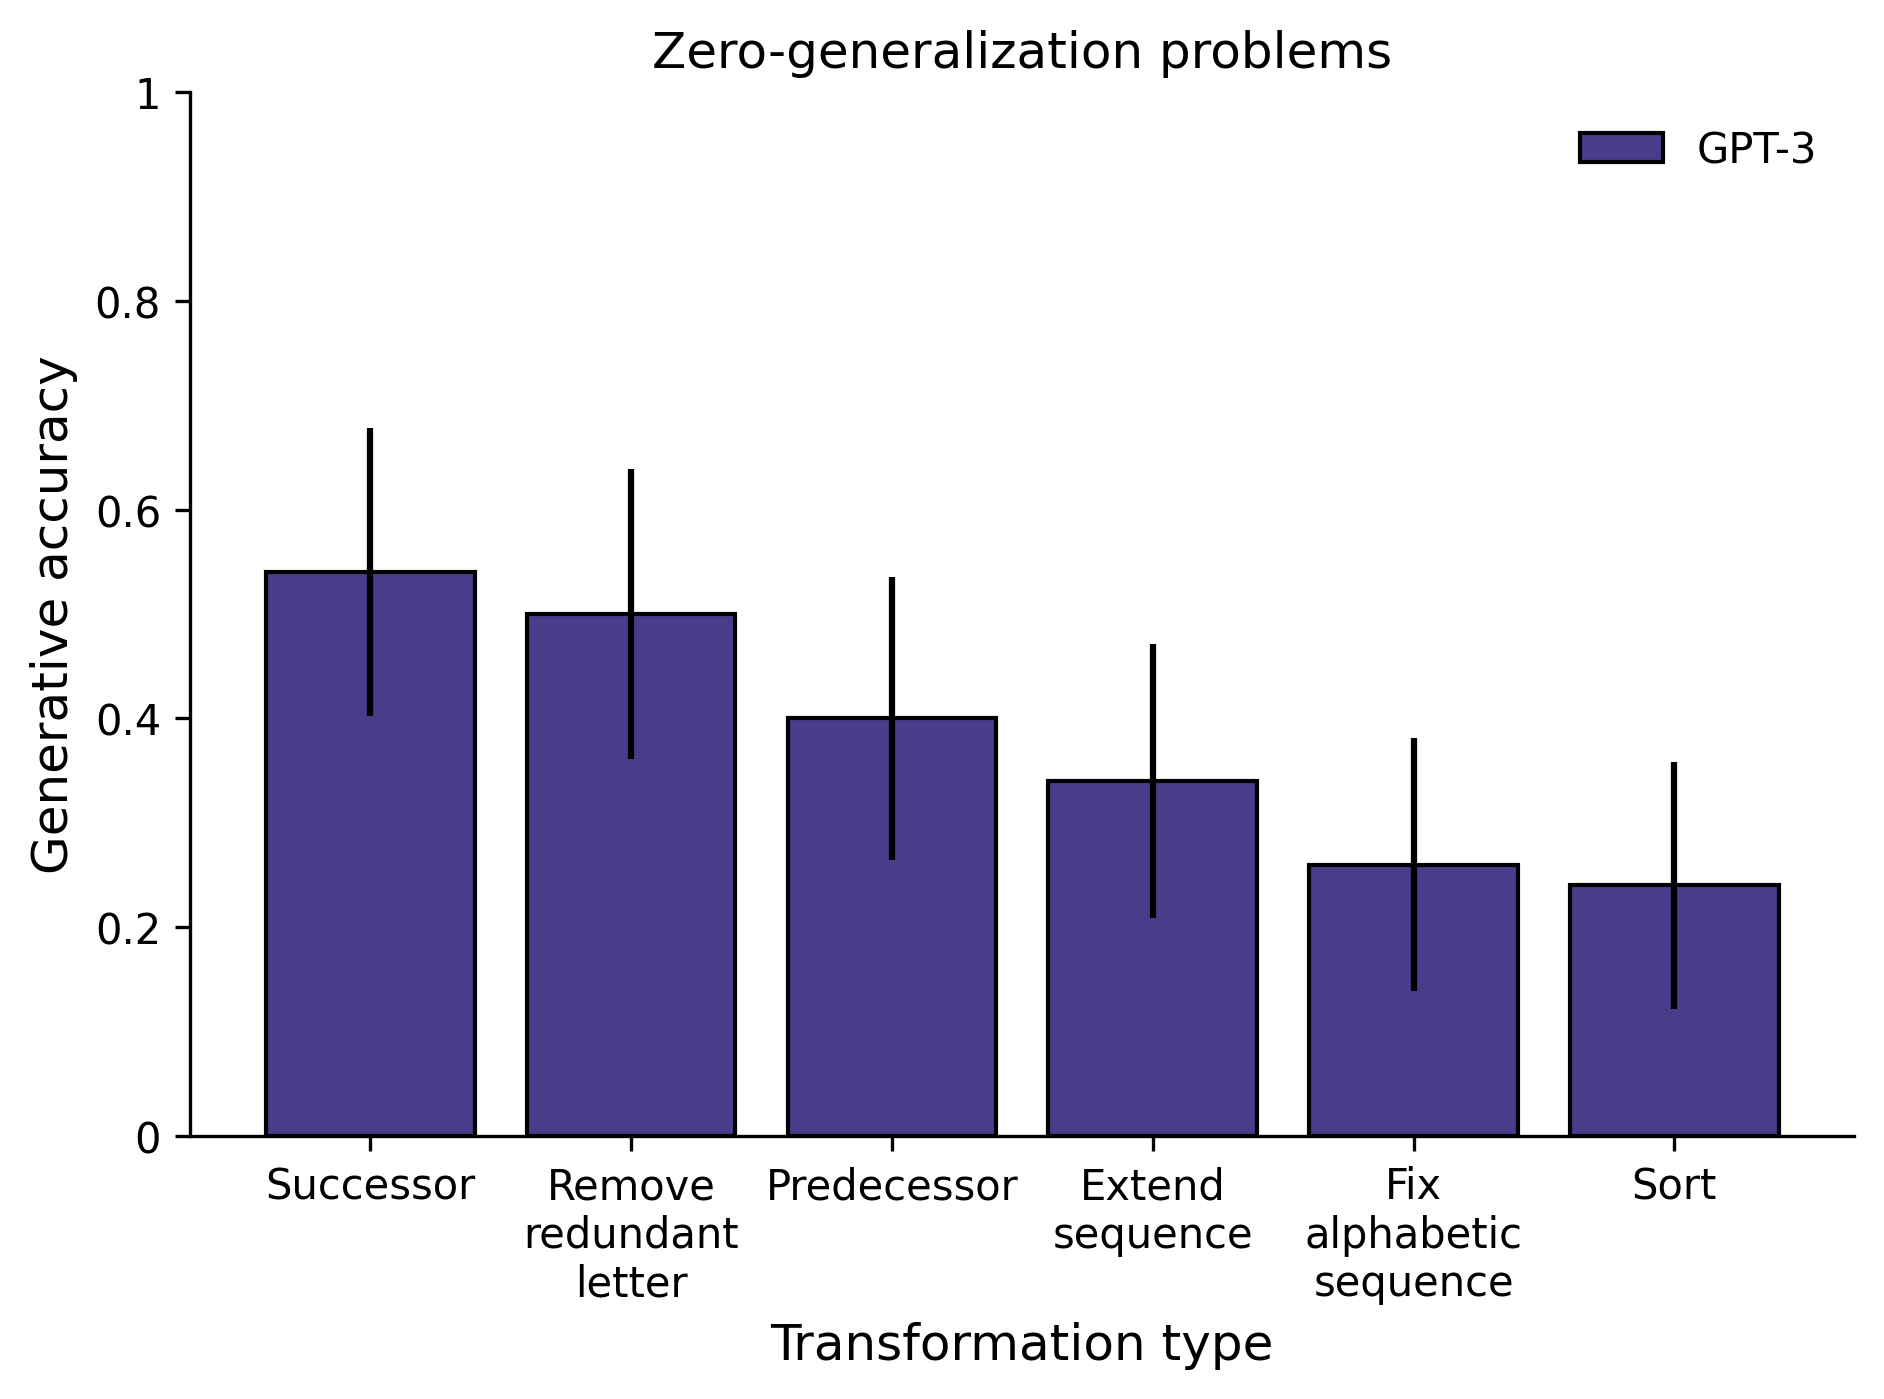 Zero-generalization problems
GPT-3
Generative accuracy
1
0.8
0.6
0.4
0.2
0
Successor
Remove
redundant
letter
Predecessor
Extend
sequence
Fix
alphabetic
sequence
Sort
Transformation type